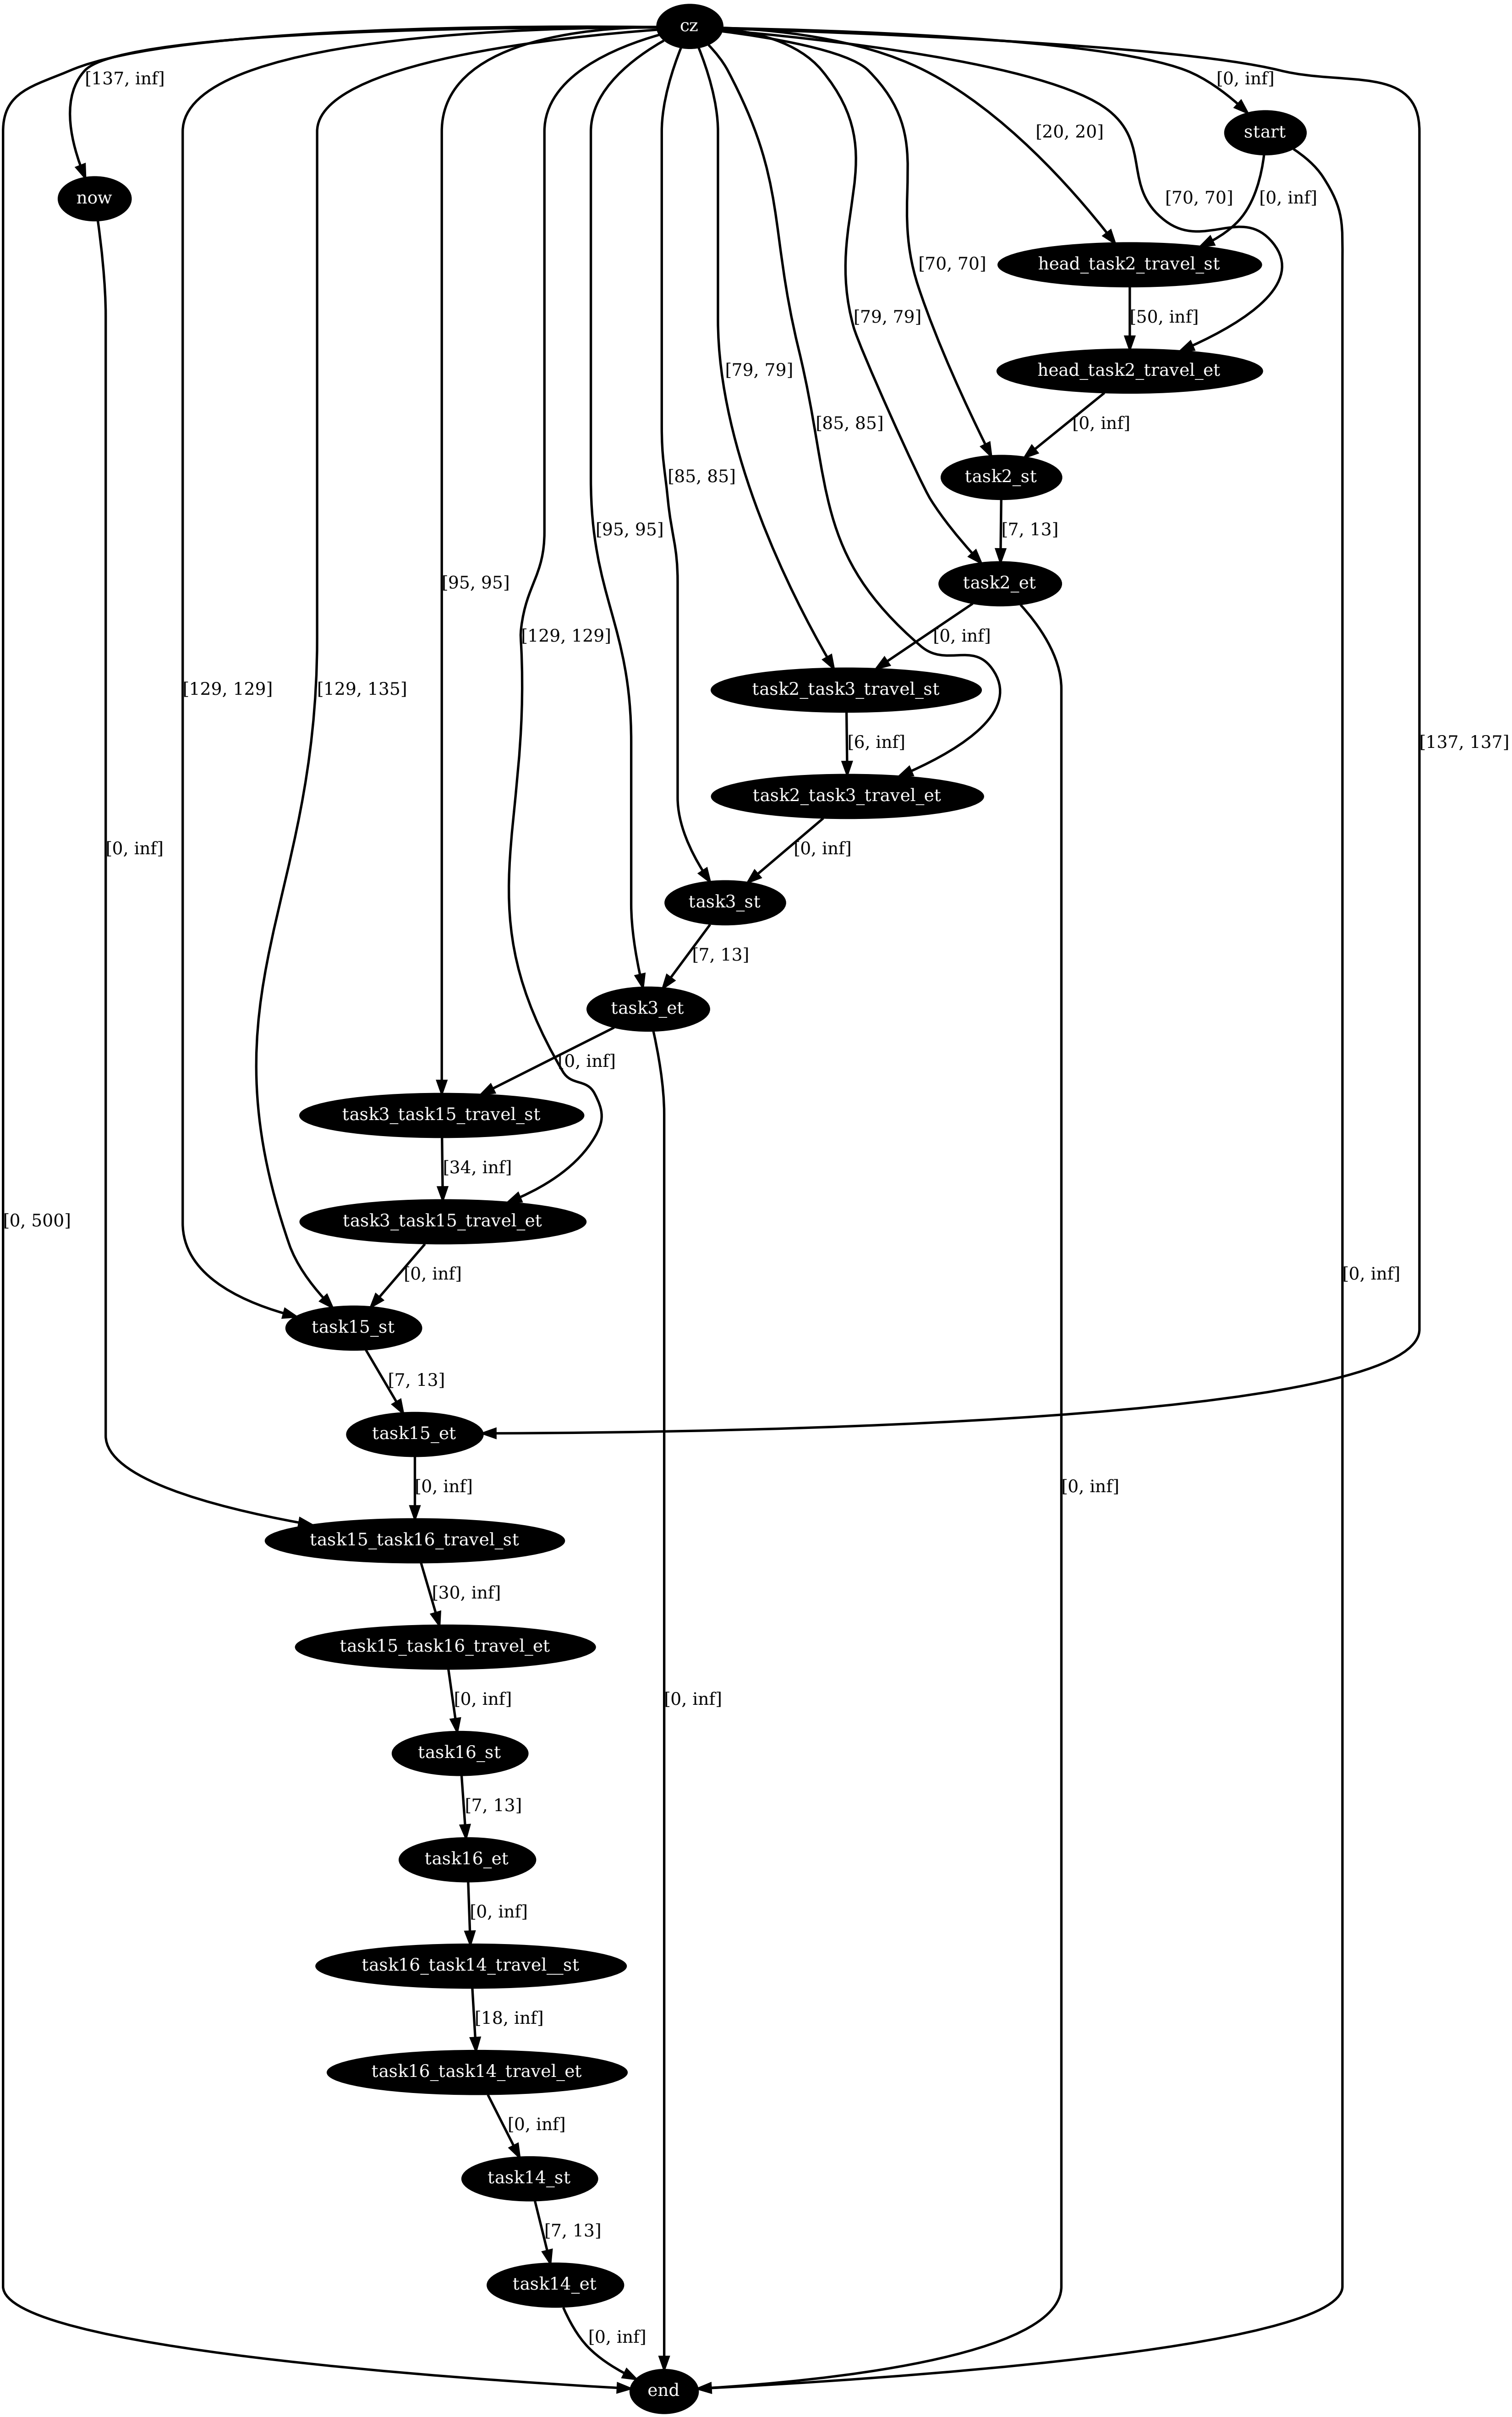 cz
[137, inf]
[0, inf]
start
[20, 20]
now
[70, 70]
[0, inf]
head_task2_travel_st
[70, 70]
[79, 79]
[50, inf]
head_task2_travel_et
[79, 79]
[85, 85]
[0, inf]
task2_st
[85, 85]
[95, 95]
[7, 13]
task2_et
[95, 95]
[129, 129]
[0, inf]
task2_task3_travel_st
[129, 129]
[129, 135]
[6, inf]
[137, 137]
task2_task3_travel_et
[0, inf]
[0, inf]
task3_st
[7, 13]
task3_et
[0, inf]
task3_task15_travel_st
[34, inf]
task3_task15_travel_et
[0, 500]
[0, inf]
[0, inf]
task15_st
[7, 13]
task15_et
[0, inf]
[0, inf]
task15_task16_travel_st
[30, inf]
task15_task16_travel_et
[0, inf]
[0, inf]
task16_st
[7, 13]
task16_et
[0, inf]
task16_task14_travel__st
[18, inf]
task16_task14_travel_et
[0, inf]
task14_st
[7, 13]
task14_et
[0, inf]
end